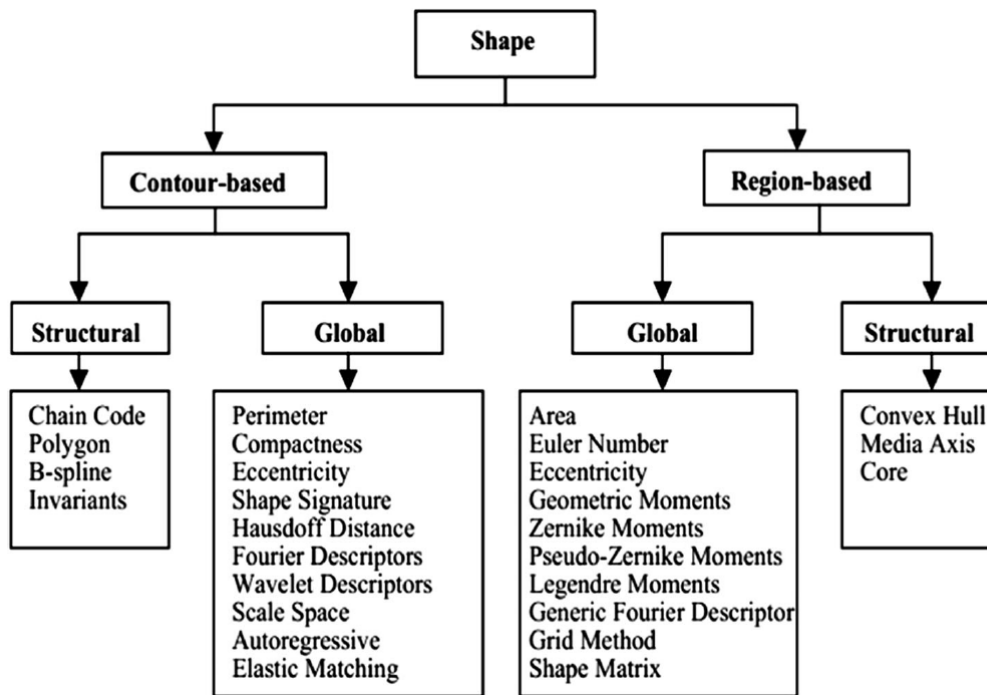 Shape
Contour-based
Region-based
Structural
Global
Global
Structural
Chain Code
Polygon
B-spline
Invariants
Perimeter
Compactness
Eccentricity
Shape Signature
Hausdoff Distance
Fourier Descriptors
Wavelet Descriptors
Scale Space
Autoregressive
Elastic Matching
Area
Euler Number
Eccentricity
Geometric Moments
Zernike Moments
Pseudo-Zernike Moments
Legendre Moments
Generic Fourier Descriptor
Grid Method
Shape Matrix
Convex Hull
Media Axis
Core